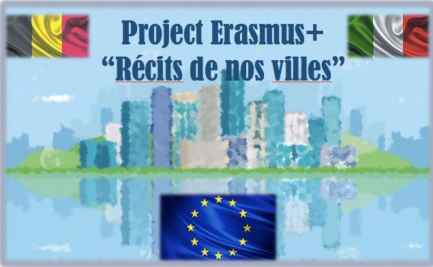 Project Erasmus+
“Récits de nos villes”